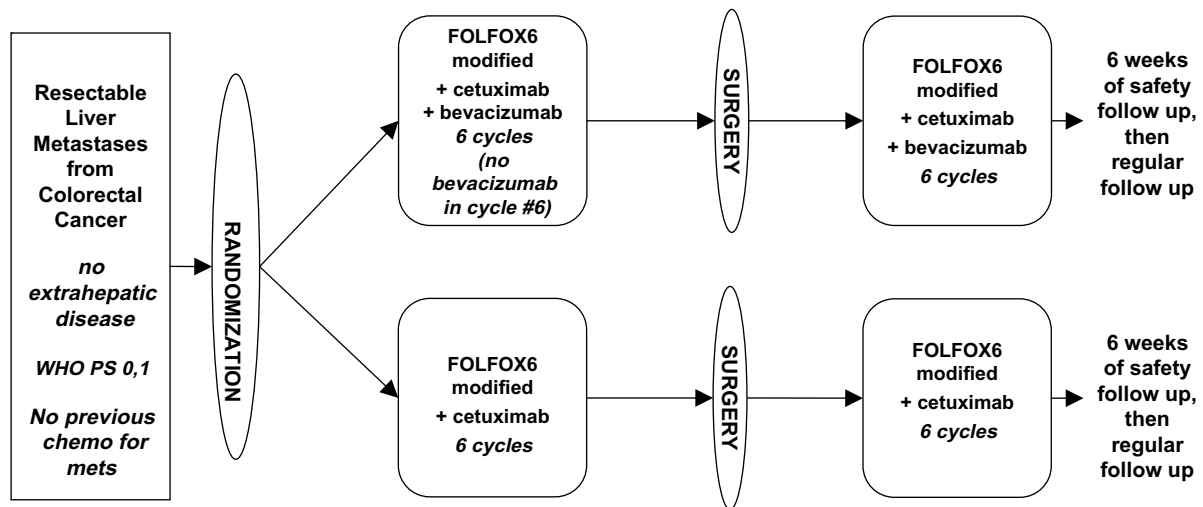 Resectable
Liver
Metastases
from
Colorectal
Cancer
no
extrahepatic
disease
WHO PS 0,1
No previous
chemo for
mets
RANDOMIZATION
FOLFOX6
modified
+ cetuximab
+ bevacizumab
6 cycles
(no
bevacizumab
in cycle #6)
SURGERY
FOLFOX6
modified
+ cetuximab
+ bevacizumab
6 cycles
6 weeks
of safety
follow up,
then
regular
follow up
FOLFOX6
modified
+ cetuximab
6 cycles
SURGERY
FOLFOX6
modified
+ cetuximab
6 cycles
6 weeks
of safety
follow up,
then
regular
follow up